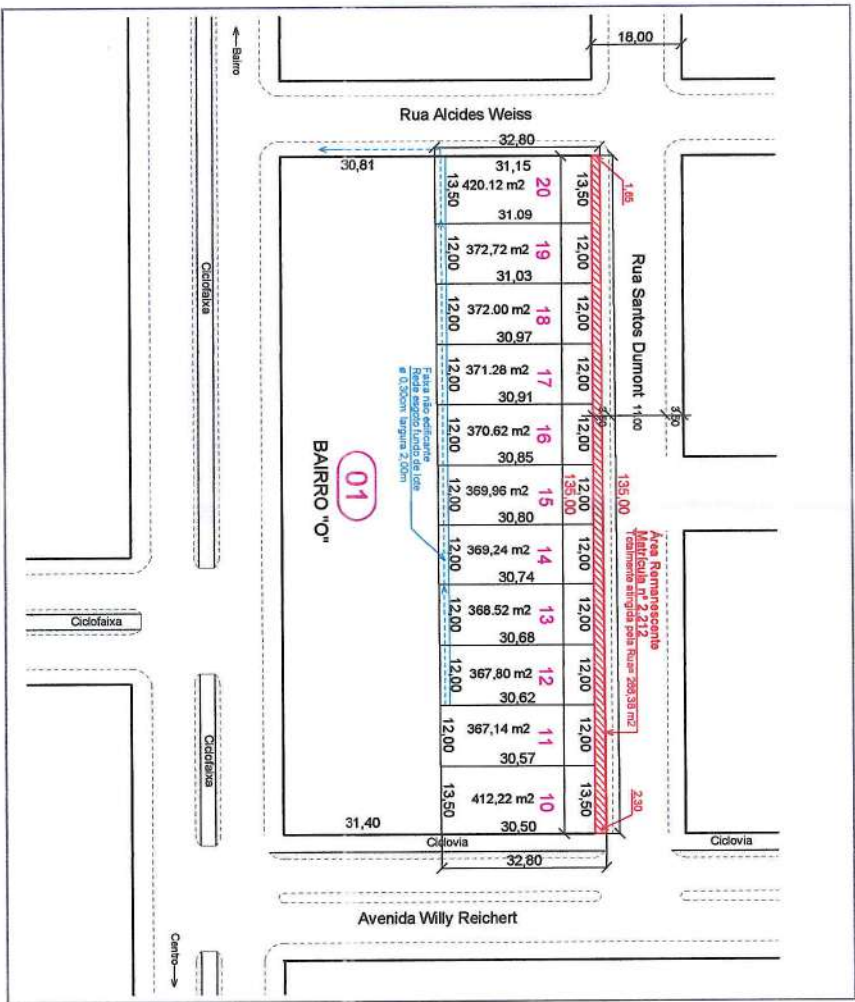 18,00
←Bairro
Rua Alcides Weiss
32,80
30,81
31,15
1,65
13,50
420.12 m2
20
13,50
31.09
Rua Santos Dumont
12,00
372,72 m2
19
12,00
31,03
Ciclofaixa
12,00
372.00 m2
18
12,00
30,97
12,00
371.28 m2
17
12,00
30,91
Faixa não edificante
Rede esgoto fundo de lote
ø 0,30cm largura 2,00m
12,00
370.62 m2
16
12,00
11,00
30,85
01
BAIRRO "O"
12,00
369,96 m2
15
12,00
135,00
135,00
30,80
12,00
369,24 m2
14
12,00
30,74
Área Remanescente
Matrícula nº 2.212
Totalmente atingida pela Rua= 266,38 m2
12,00
368.52 m2
13
12,00
30,68
Ciclofaixa
12,00
367,80 m2
12
12,00
30,62
12,00
367,14 m2
11
12,00
30,57
Ciclofaixa
13,50
412,22 m2
10
13,50
2,30
31,40
30,50
Ciclovia
Ciclovia
32,80
Avenida Willy Reichert
Centro→